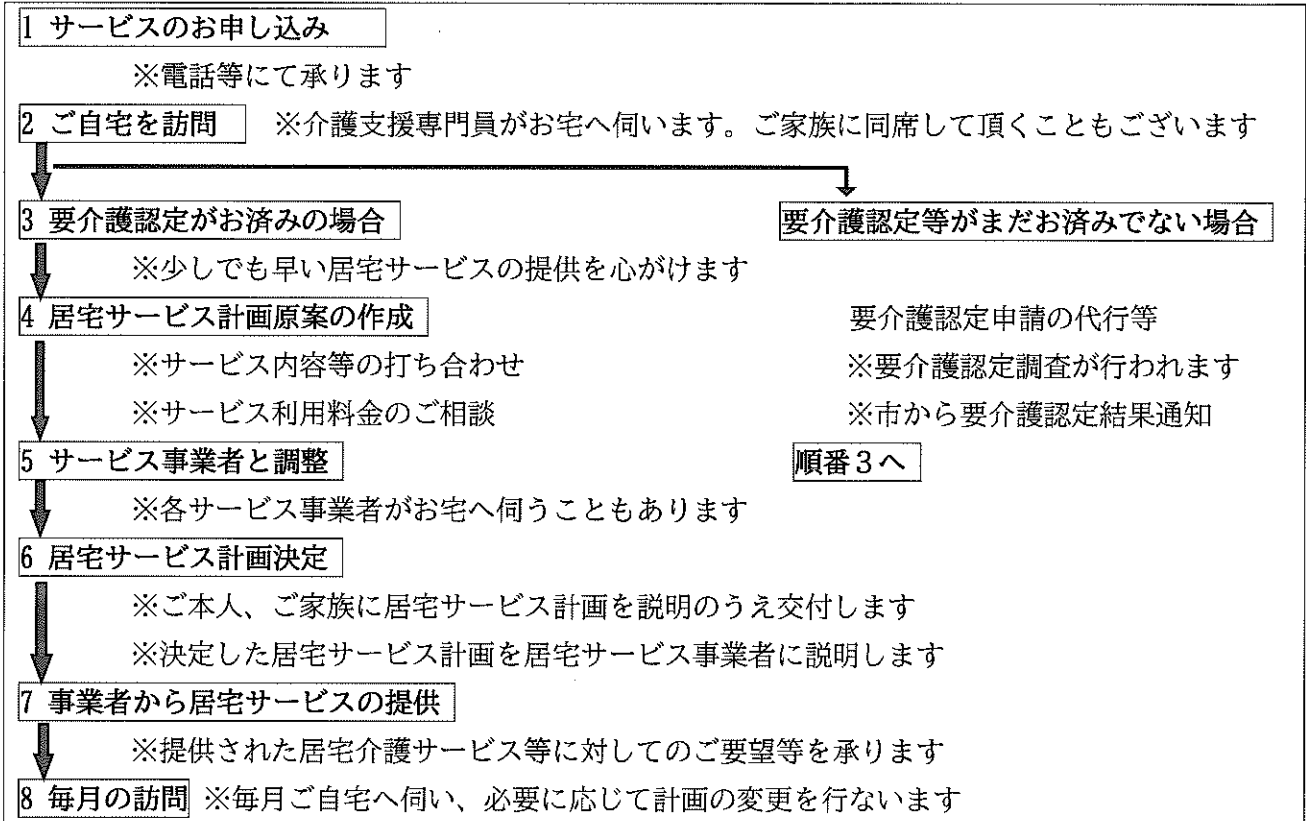 1 サービスのお申し込み
※電話等にて承ります
2 ご自宅を訪問 ※介護支援専門員がお宅へ伺います。ご家族に同席して頂くこともございます
3 要介護認定がお済みの場合 要介護認定等がまだお済みでない場合
※少しでも早い居宅サービスの提供を心がけます
4 居宅サービス計画原案の作成 要介護認定申請の代行等
※サービス内容等の打ち合わせ ※要介護認定調査が行われます
※サービス利用料金のご相談 ※市から要介護認定結果通知
5 サービス事業者と調整 順番3へ
※各サービス事業者がお宅へ伺うこともあります
6 居宅サービス計画決定
※ご本人、ご家族に居宅サービス計画を説明のうえ交付します
※決定した居宅サービス計画を居宅サービス事業者に説明します
7 事業者から居宅サービスの提供
※提供された居宅介護サービス等に対してのご要望等を承ります
8 毎月の訪問 ※毎月ご自宅へ伺い、必要に応じて計画の変更を行ないます